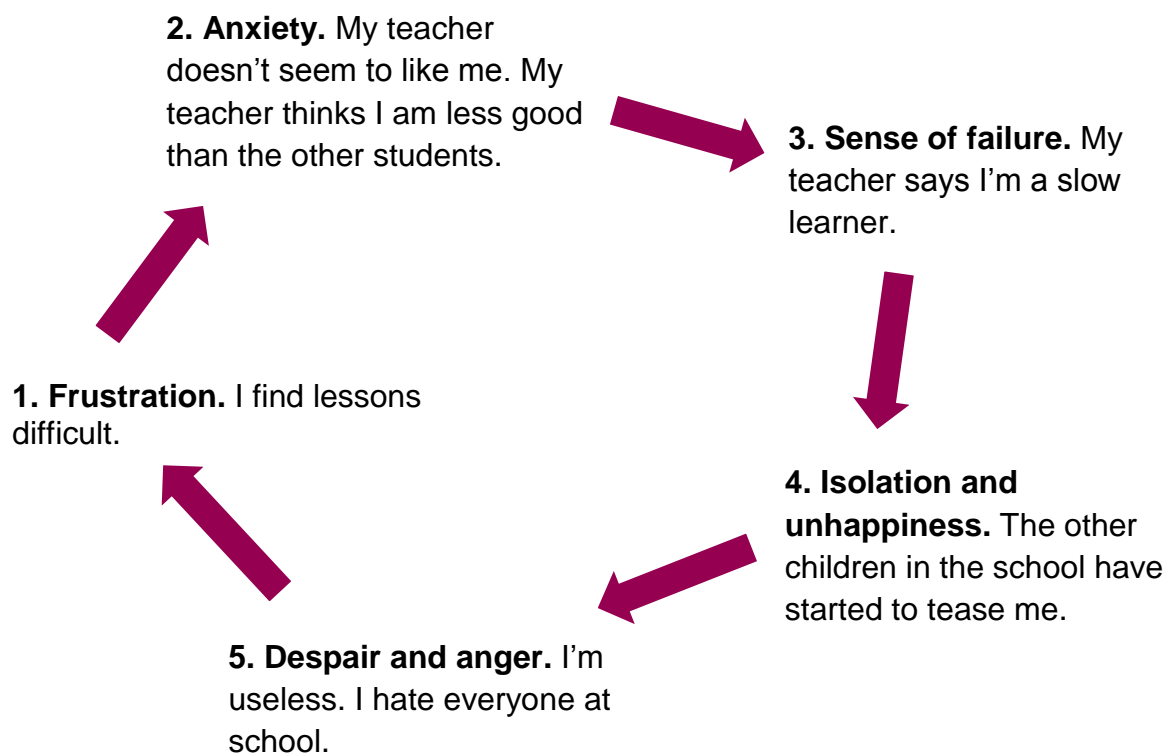 2. Anxiety. My teacher
doesn't seem to like me. My
teacher thinks I am less good
than the other students.
3. Sense of failure. My
teacher says I'm a slow
learner.
1. Frustration. I find lessons
difficult.
4. Isolation and
unhappiness. The other
children in the school have
started to tease me.
5. Despair and anger. I'm
useless. I hate everyone at
school.